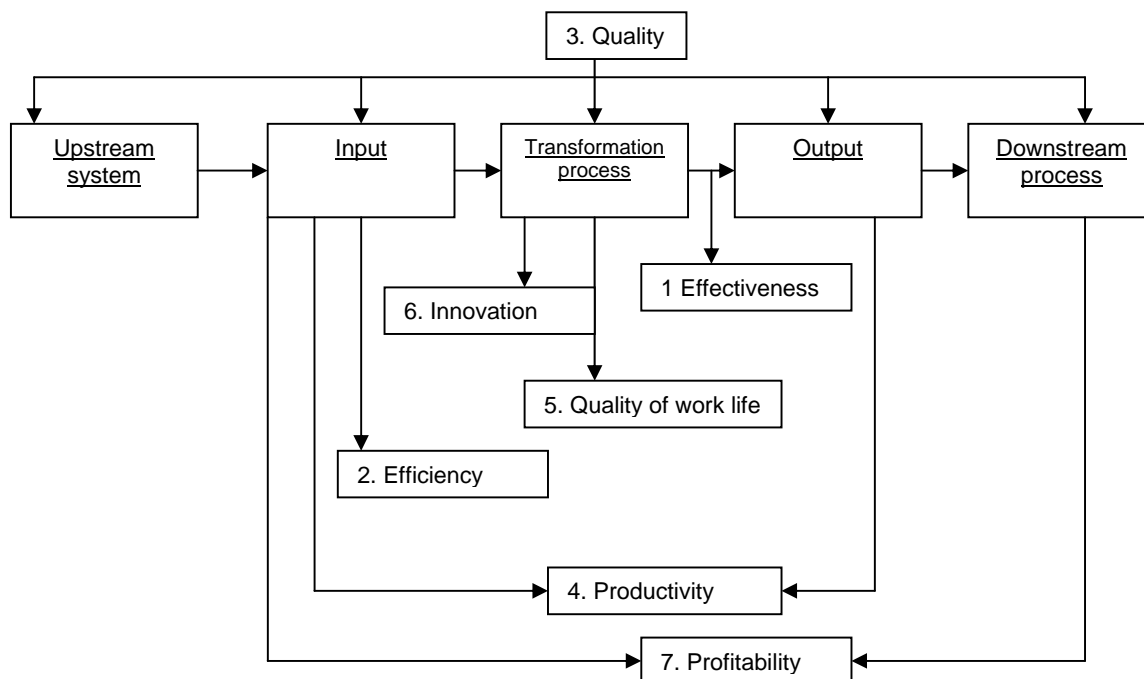 3. Quality
Upstream
system
Input
Transformation
process
Output
Downstream
process
1 Effectiveness
6. Innovation
5. Quality of work life
2. Efficiency
4. Productivity
7. Profitability